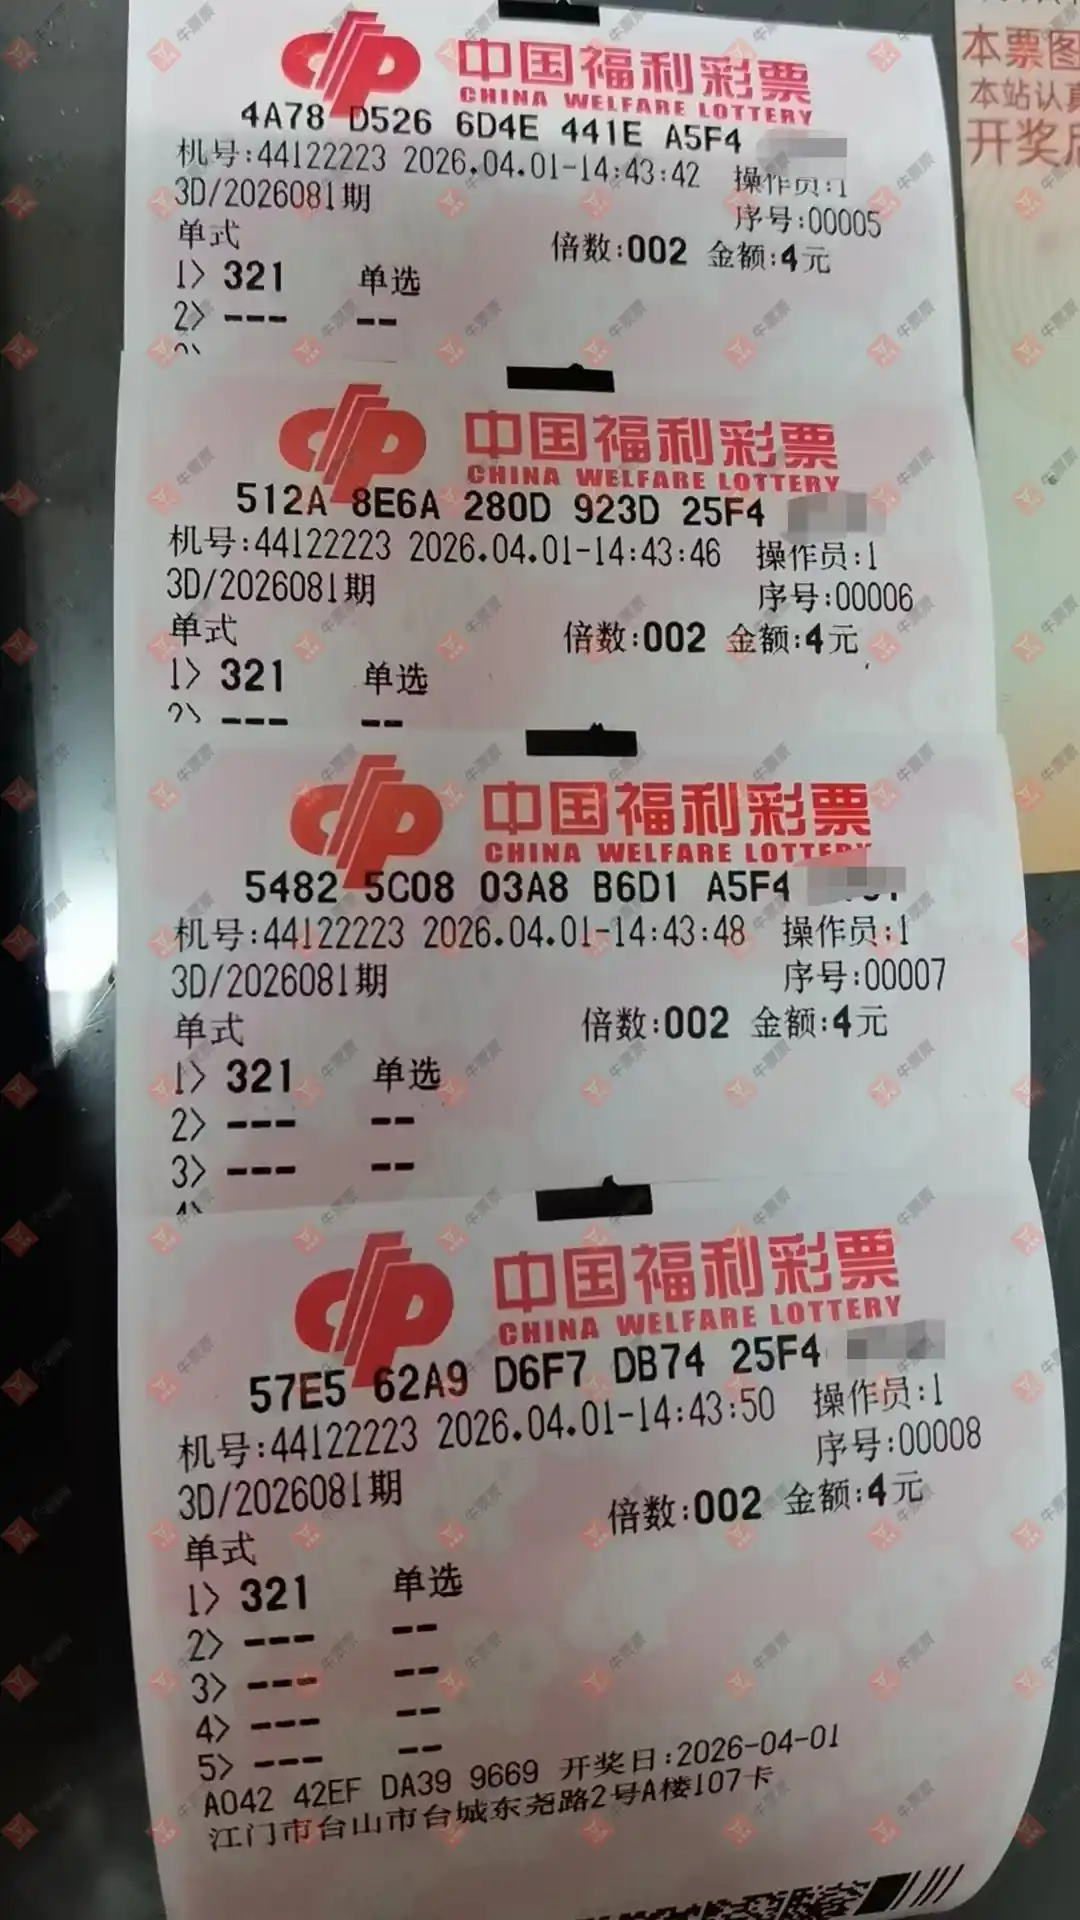 中国福利彩票
CHINA WELFARE LOTTERY
4A78 D526 6D4E 441E A5F4
机号:44122223 2026.04.01-14:43:42 操作员:1
3D/2026081期 序号:00005
单式 倍数:002 金额:4元
1> 321 单选
2> --- --
中国福利彩票
CHINA WELFARE LOTTERY
512A 8E6A 280D 923D 25F4
机号:44122223 2026.04.01-14:43:46 操作员:1
3D/2026081期 序号:00006
单式 倍数:002 金额:4元
1> 321 单选
2> --- --
中国福利彩票
CHINA WELFARE LOTTERY
5482 5C08 03A8 B6D1 A5F4
机号:44122223 2026.04.01-14:43:48 操作员:1
3D/2026081期 序号:00007
单式 倍数:002 金额:4元
1> 321 单选
2> --- --
3> --- --
中国福利彩票
CHINA WELFARE LOTTERY
57E5 62A9 D6F7 DB74 25F4
机号:44122223 2026.04.01-14:43:50 操作员:1
3D/2026081期 序号:00008
单式 倍数:002 金额:4元
1> 321 单选
2> --- --
3> --- --
4> --- --
5> --- --
A042 42EF DA39 9669 开奖日:2026-04-01
江门市台山市台城东尧路2号A楼107卡
本票图
本站认真
开奖后
牛票票